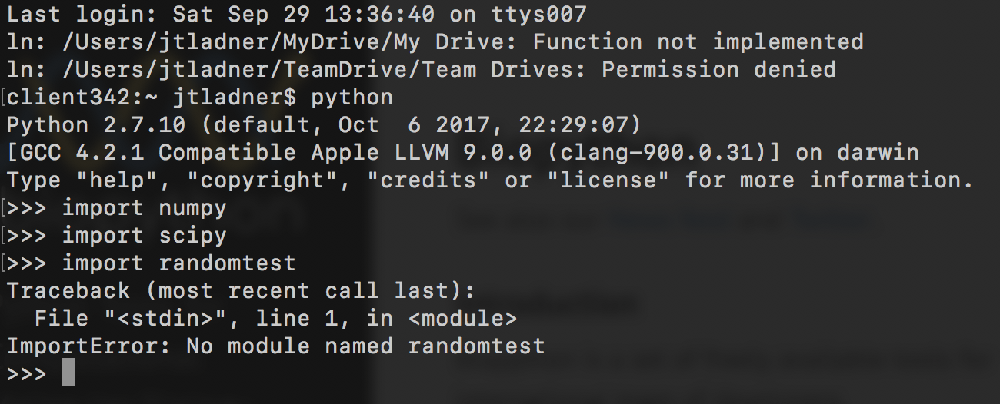 Last login: Sat Sep 29 13:36:40 on ttys007
ln: /Users/jtladner/MyDrive/My Drive: Function not implemented
ln: /Users/jtladner/TeamDrive/Team Drives: Permission denied
[client342:~ jtladner$ python
Python 2.7.10 (default, Oct  6 2017, 22:29:07)
[GCC 4.2.1 Compatible Apple LLVM 9.0.0 (clang-900.0.31)] on darwin
Type "help", "copyright", "credits" or "license" for more information.
[>>> import numpy
[>>> import scipy
[>>> import randomtest
Traceback (most recent call last):
  File "<stdin>", line 1, in <module>
ImportError: No module named randomtest
>>>